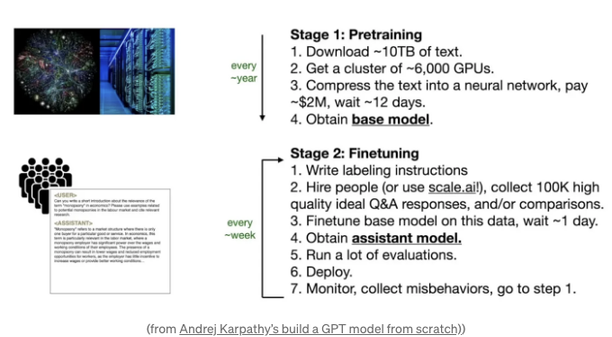 Stage 1: Pretraining
1. Download ~10TB of text.
2. Get a cluster of ~6,000 GPUs.
3. Compress the text into a neural network, pay
~$2M, wait ~12 days.
4. Obtain base model.
every
~year
Stage 2: Finetuning
1. Write labeling instructions
2. Hire people (or use scale.ai!), collect 100K high
quality ideal Q&A responses, and/or comparisons.
3. Finetune base model on this data, wait ~1 day.
4. Obtain assistant model.
5. Run a lot of evaluations.
6. Deploy.
7. Monitor, collect misbehaviors, go to step 1.
every
~week
<USER>
Can you write a short introduction about the relevance of the
term "monopsony" in economics? Please use examples related
to potential monopsonies in the labour market and cite relevant
research.
<ASSISTANT>
"Monopsony" refers to a market structure where there is only
one buyer for a particular good or service. In economics, this
term is particularly relevant in the labor market, where a
monopsony employer has significant power over the wages and
working conditions of their employees. The presence of a
monopsony can result in lower wages and reduced employment
opportunities for workers, as the employer has little incentive to
increase wages or provide better working conditions...
(from Andrej Karpathy's build a GPT model from scratch))